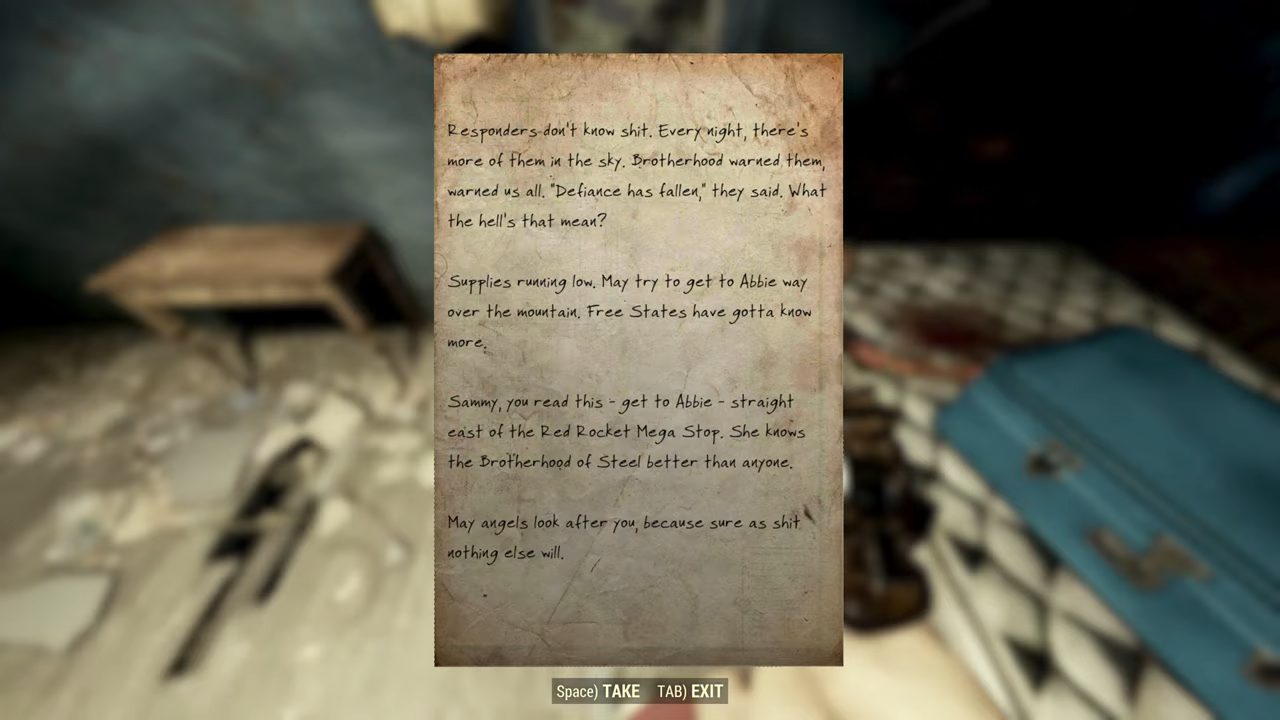 Responders don't know shit. Every night, there's
more of them in the sky. Brotherhood warned them,
warned us all. "Defiance has fallen," they said. What
the hell's that mean?
Supplies running low. May try to get to Abbie way
over the mountain. Free States have gotta know
more.
Sammy, you read this - get to Abbie - straight
east of the Red Rocket Mega Stop. She knows
the Brotherhood of Steel better than anyone.
May angels look after you, because sure as shit
nothing else will.
Space) TAKE TAB) EXIT